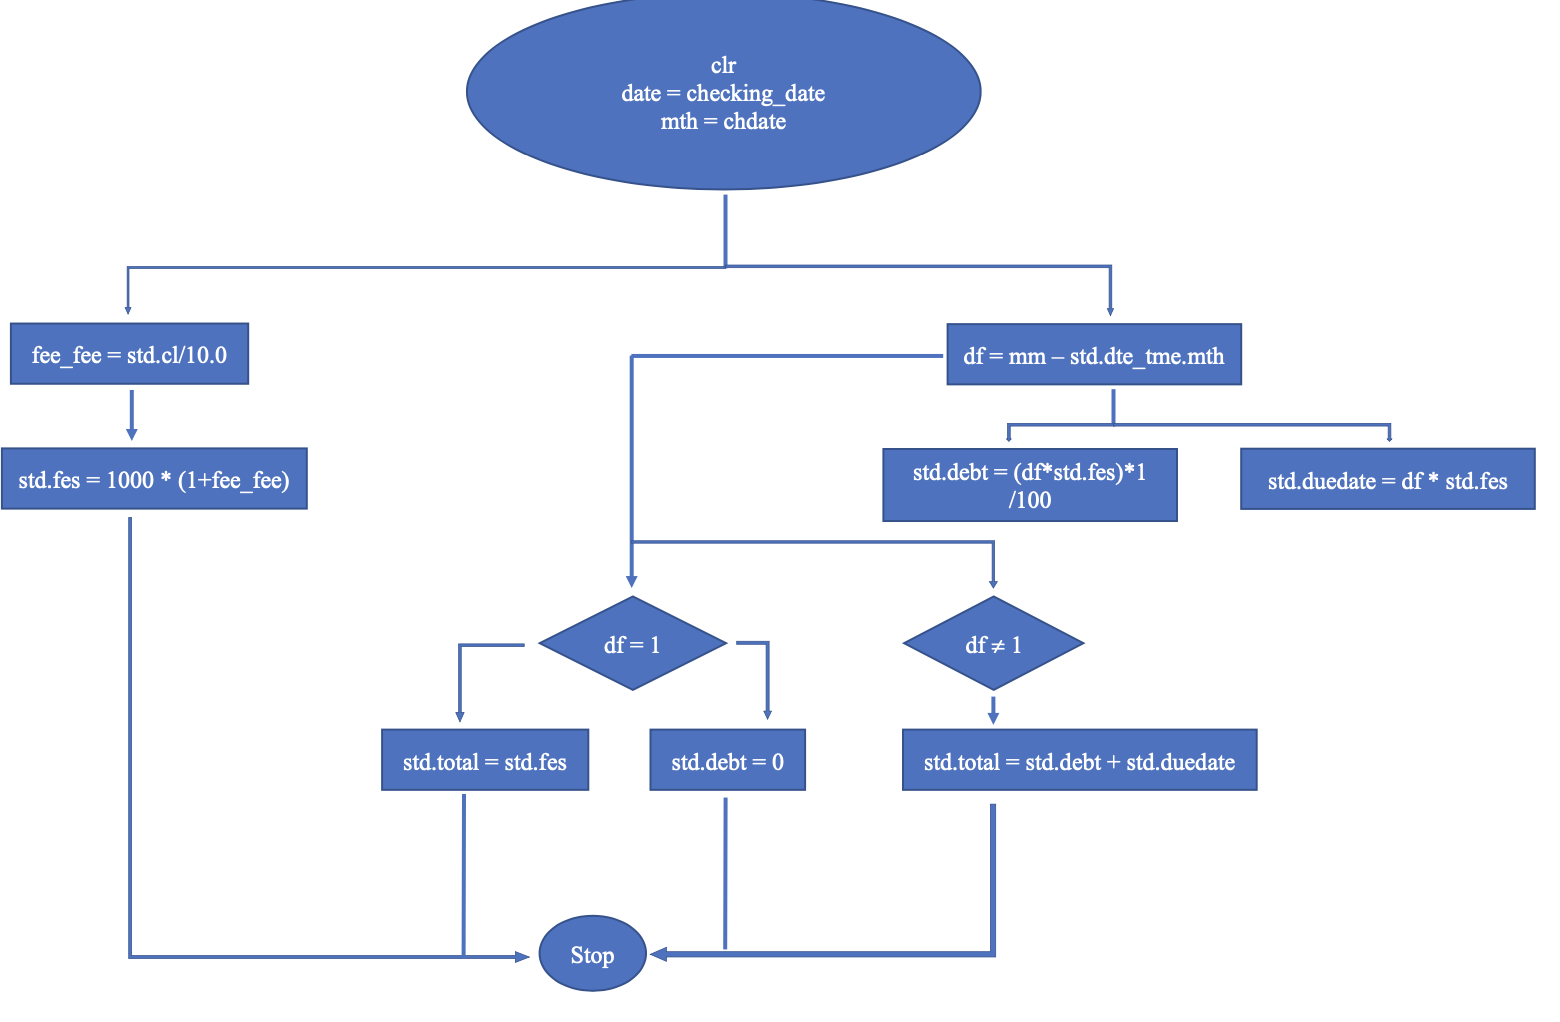 clr
date = checking_date
mth = chdate
fee_fee = std.cl/10.0
df = mm – std.dte_tme.mth
std.fes = 1000 * (1+fee_fee)
std.debt = (df*std.fes)*1
/100
std.duedate = df * std.fes
df = 1
df ≠ 1
std.total = std.fes
std.debt = 0
std.total = std.debt + std.duedate
Stop